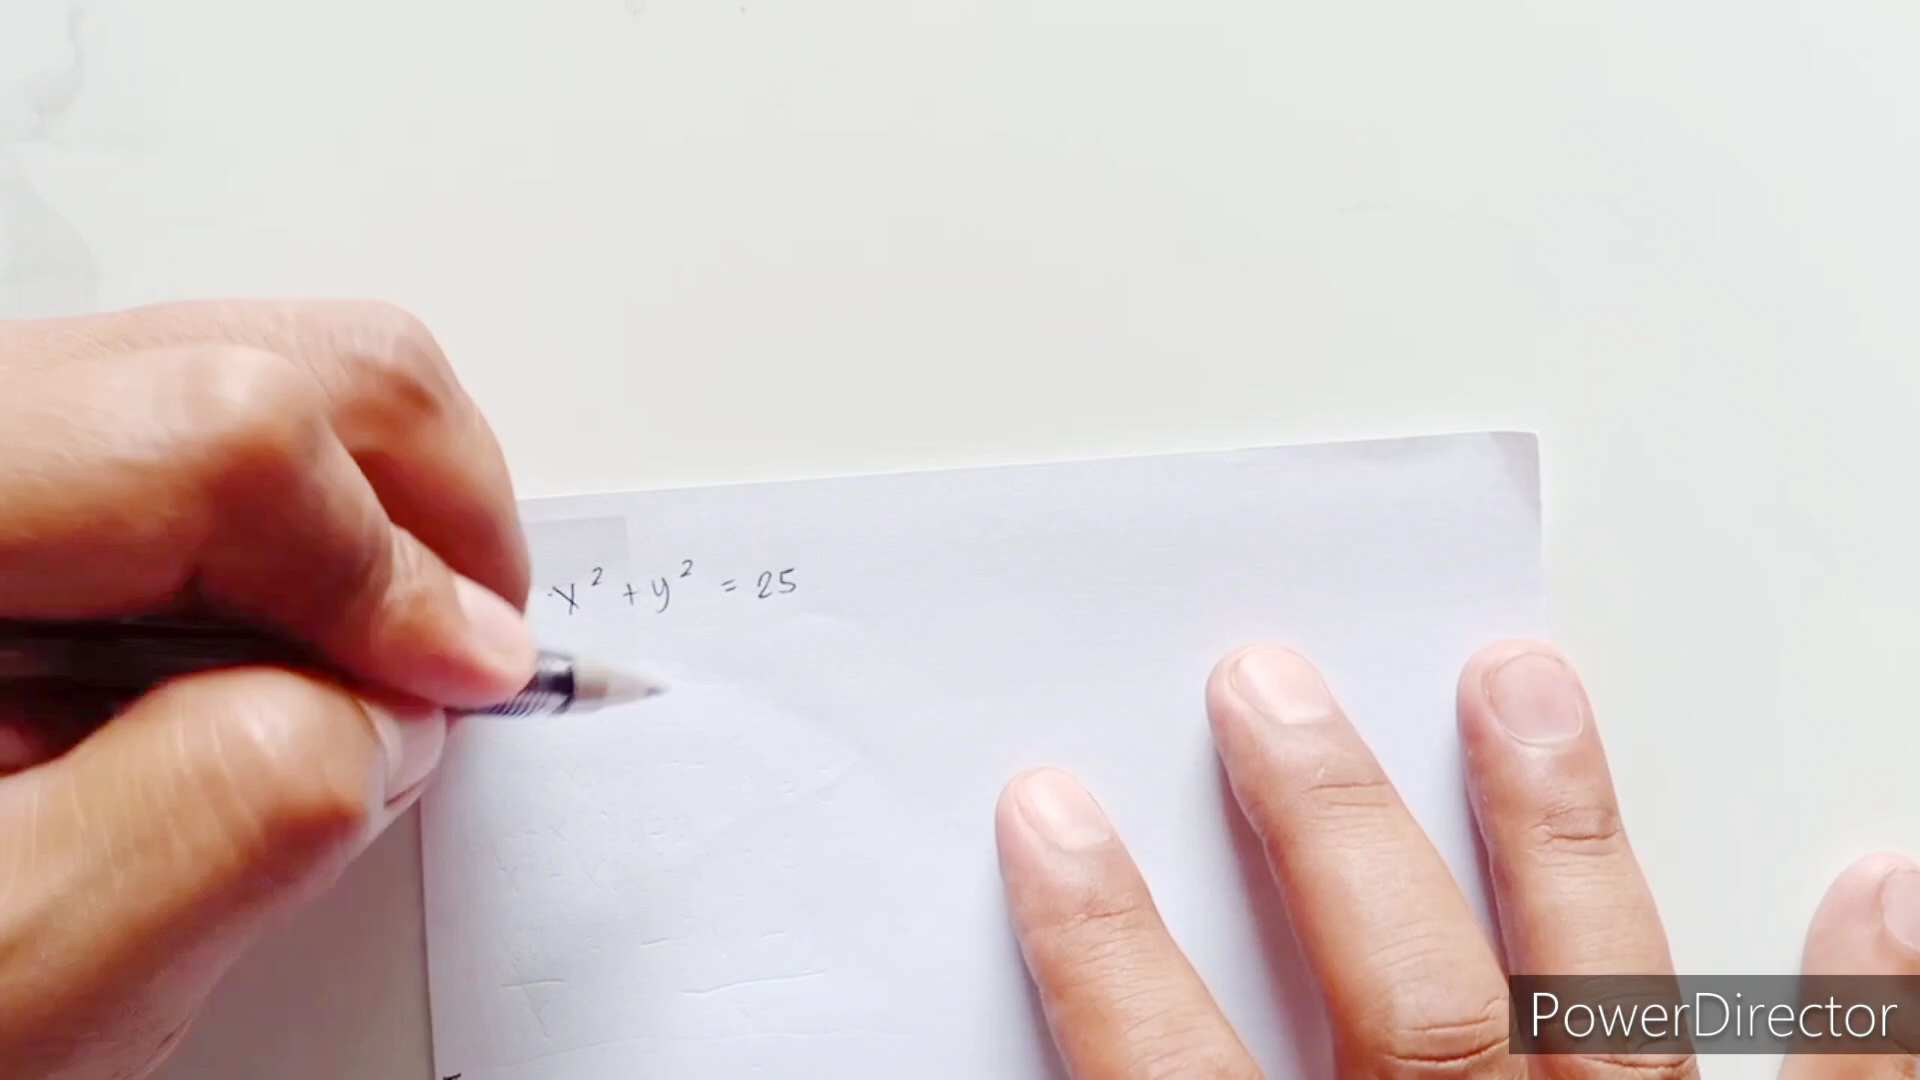 x² + y² = 25
PowerDirector